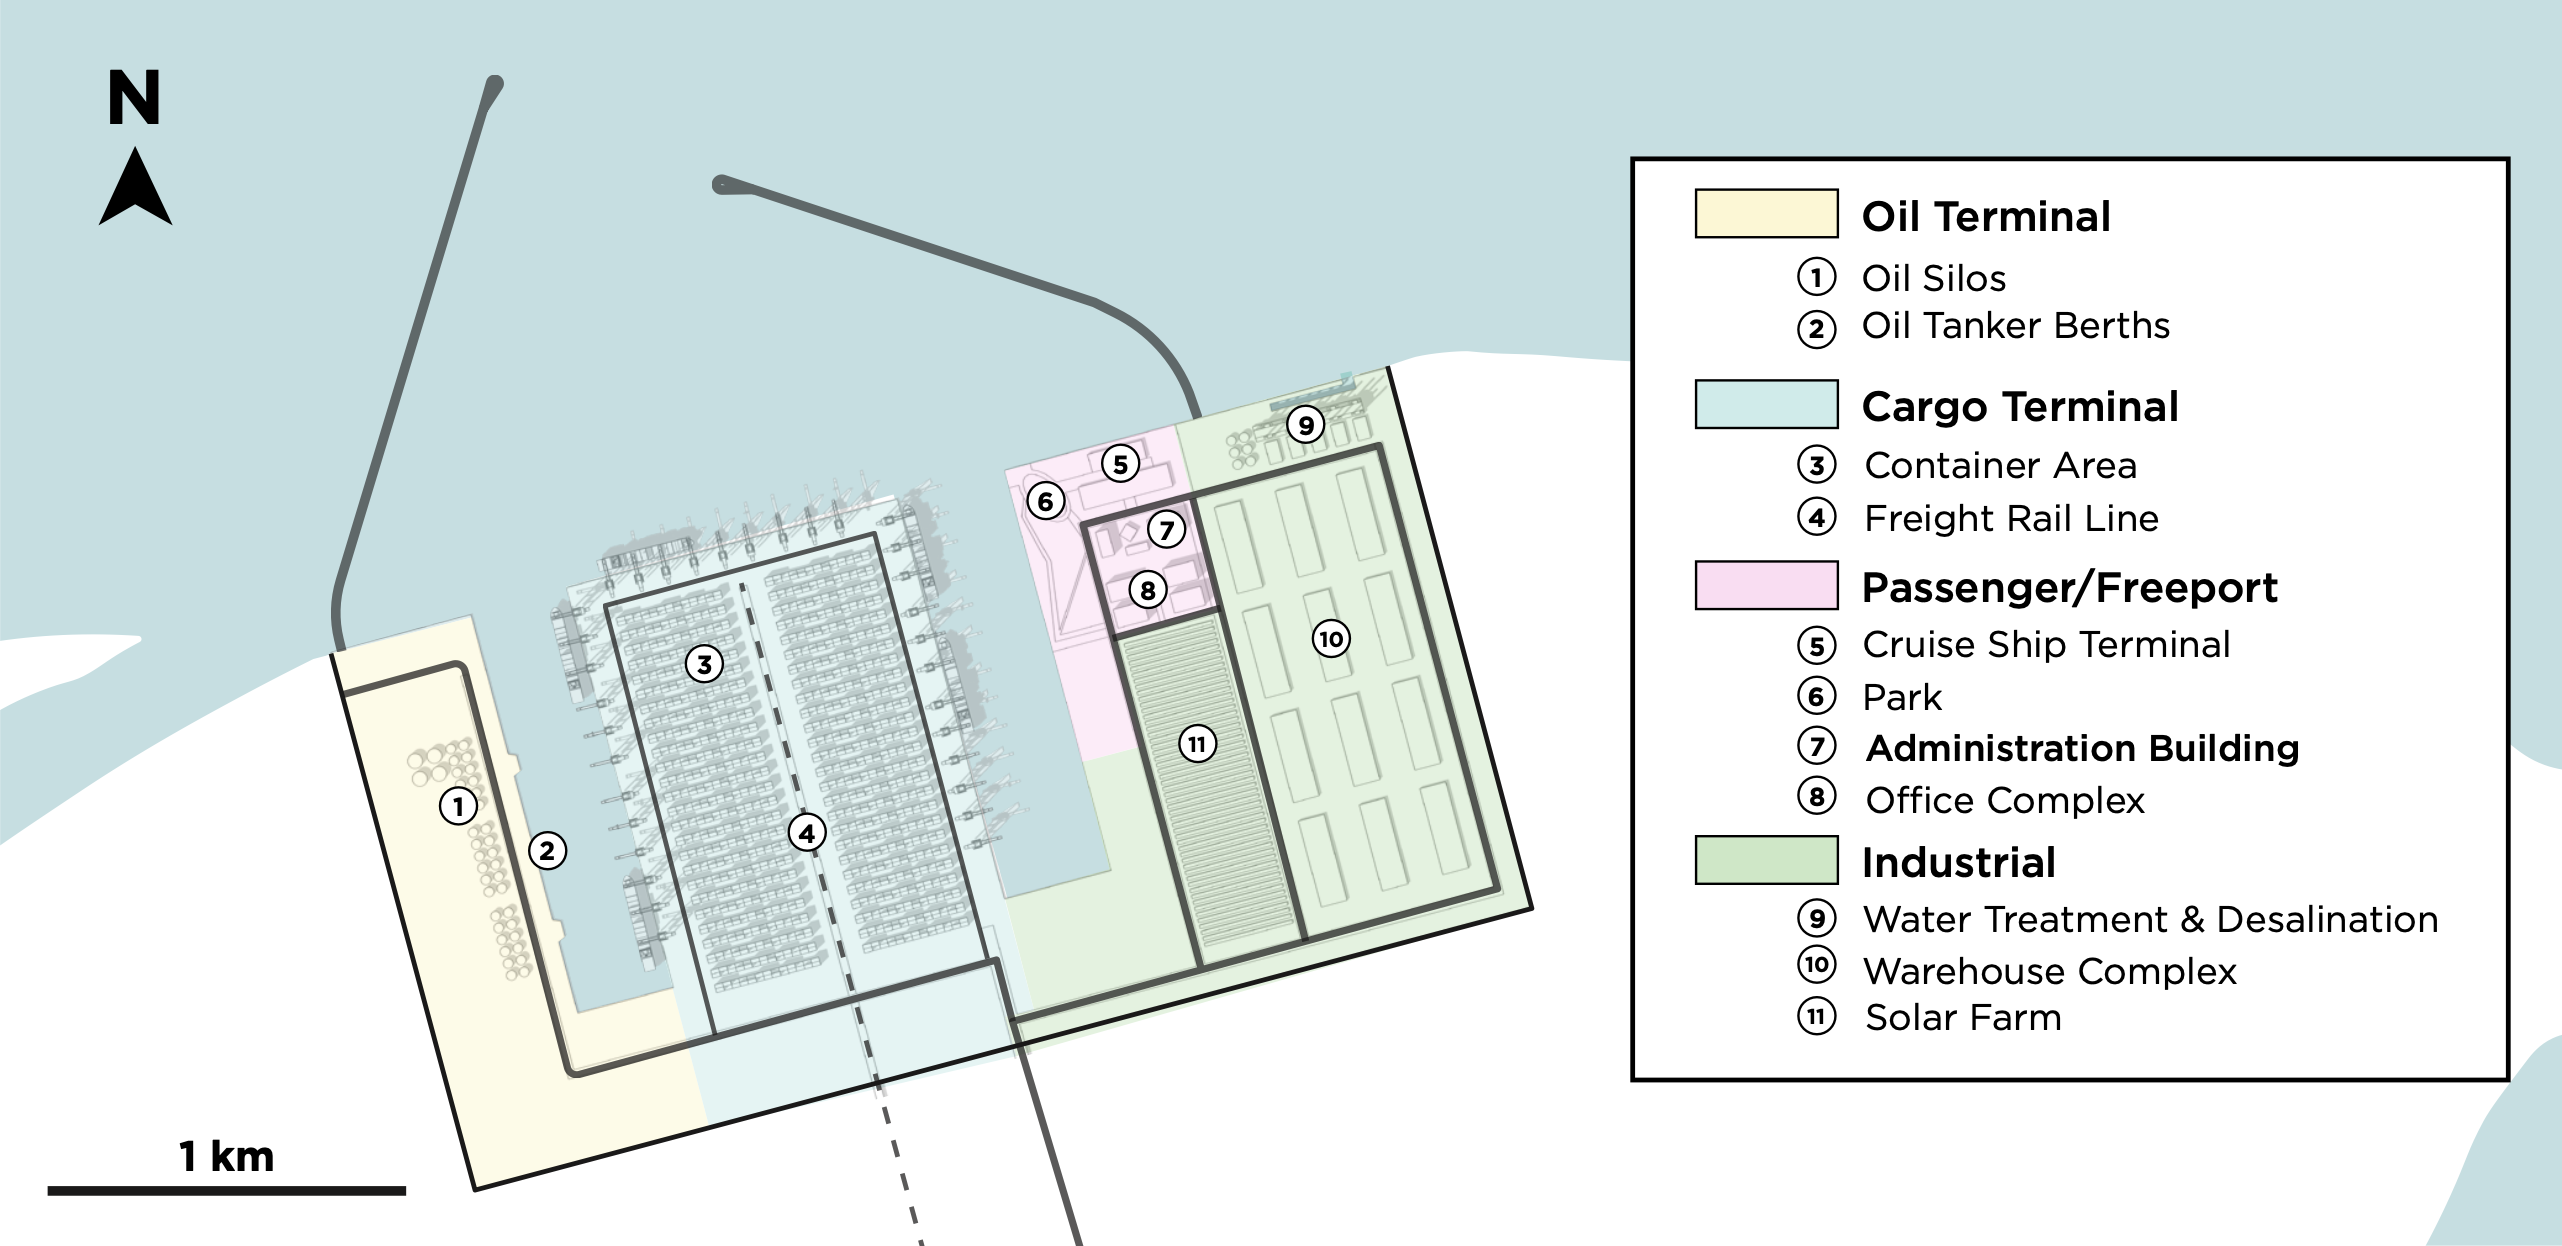 N
1
2
3
4
5
6
7
8
9
10
11
1 km
Oil Terminal
1 Oil Silos
2 Oil Tanker Berths
Cargo Terminal
3 Container Area
4 Freight Rail Line
Passenger/Freeport
5 Cruise Ship Terminal
6 Park
7 Administration Building
8 Office Complex
Industrial
9 Water Treatment & Desalination
10 Warehouse Complex
11 Solar Farm